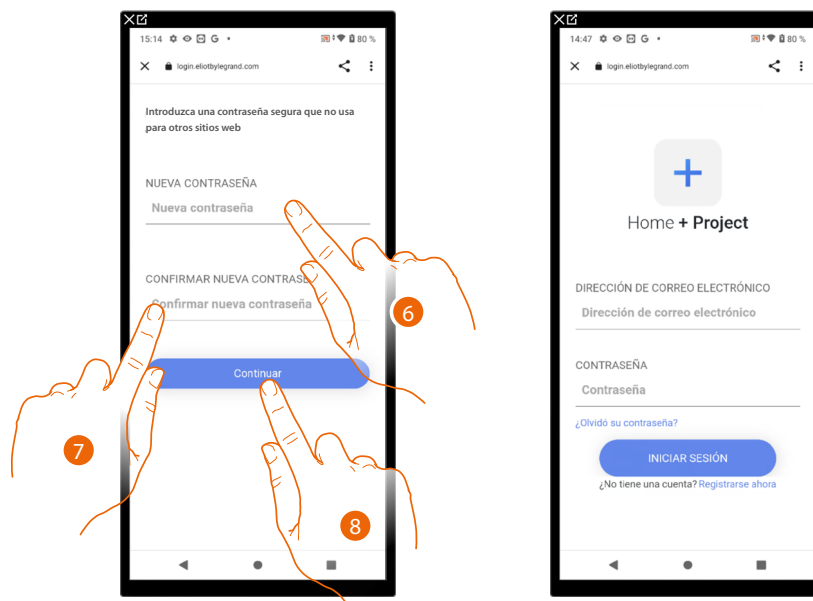 15:14 G 80 %
login.eliotbylegrand.com
Introduzca una contraseña segura que no usa
para otros sitios web
NUEVA CONTRASEÑA
Nueva contraseña
CONFIRMAR NUEVA CONTRASE
Confirmar nueva contraseña
Continuar
6
7
8
14:47 G 80 %
login.eliotbylegrand.com
Home + Project
DIRECCIÓN DE CORREO ELECTRÓNICO
Dirección de correo electrónico
CONTRASEÑA
Contraseña
¿Olvidó su contraseña?
INICIAR SESIÓN
¿No tiene una cuenta? Registrarse ahora